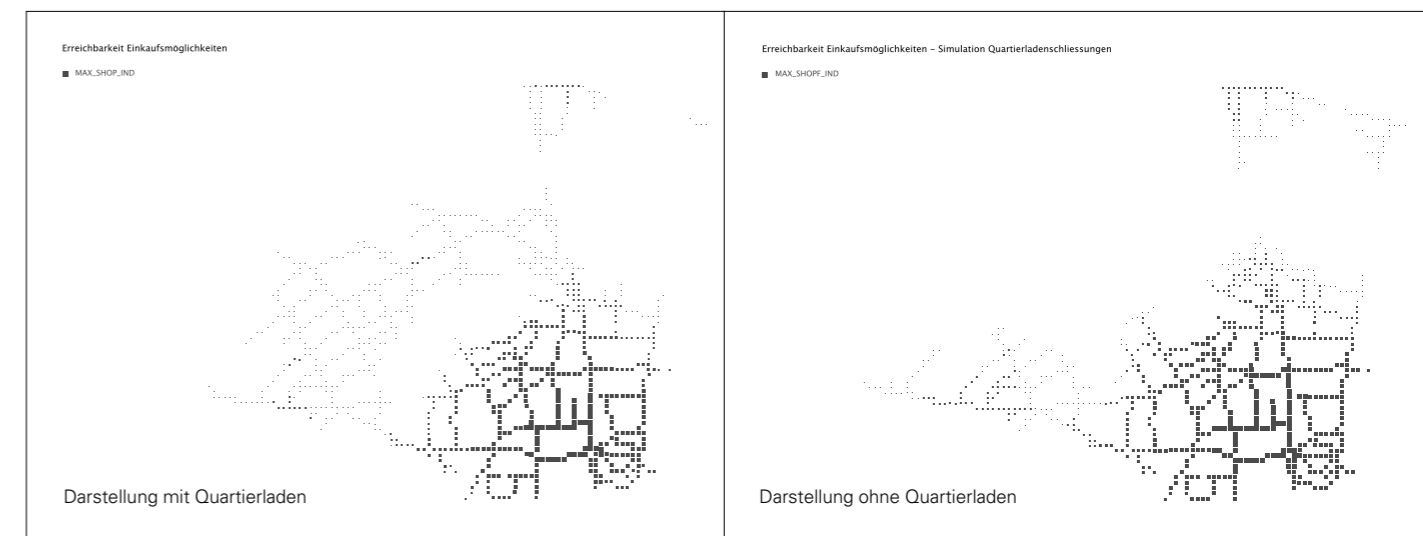 Erreichbarkeit Einkaufsmöglichkeiten
MAX_SHOP_IND
Darstellung mit Quartierladen
Erreichbarkeit Einkaufsmöglichkeiten – Simulation Quartierladenschliessungen
MAX_SHOPF_IND
Darstellung ohne Quartierladen